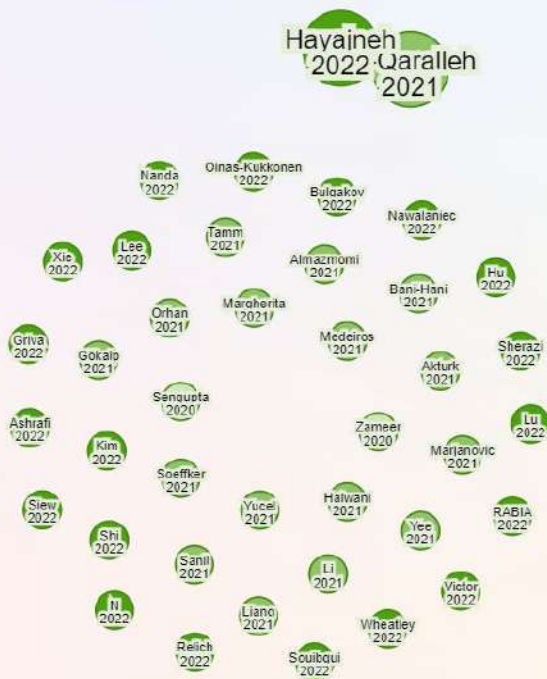 Hayajneh
2022
Qaralleh
2021
Nanda
2022
Oinas-Kukkonen
2022
Bulgakov
2022
Nawalaniec
2022
Tamm
2021
Lee
2022
Xie
2022
Almazmomi
2021
Hu
2022
Bani-Hani
2021
Margherita
2021
Orhan
2021
Medeiros
2021
Griva
2022
Gokalp
2021
Sherazi
2022
Akturk
2021
Sengupta
2020
Ashrafi
2022
Zameer
2020
Lu
2022
Kim
2022
Marjanovic
2021
Soeffker
2021
Siew
2022
Yucel
2021
Halwani
2021
RABIA
2022
Yee
2021
Shi
2022
Sanil
2021
Li
2021
Victor
2022
N
2022
Liang
2021
Wheatley
2022
Relich
2022
Souibgui
2022